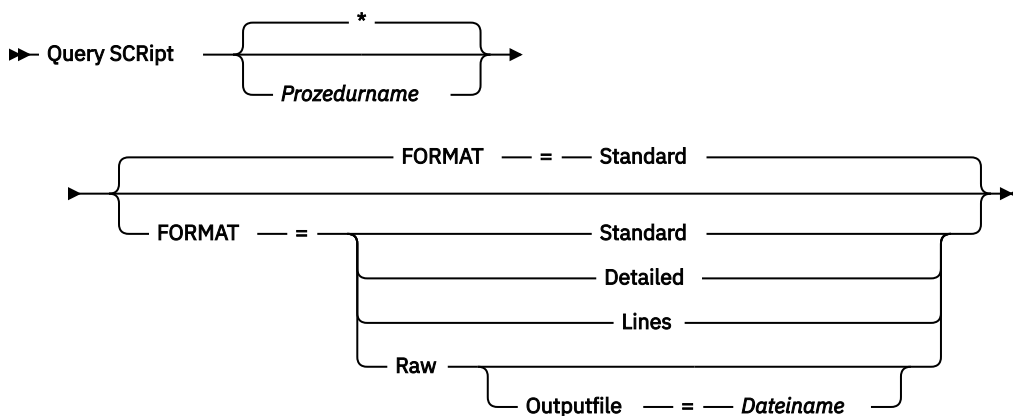 *
Query SCRipt
Prozedurname
FORMAT = Standard
FORMAT = Standard
Detailed
Lines
Raw
Outputfile = Dateiname